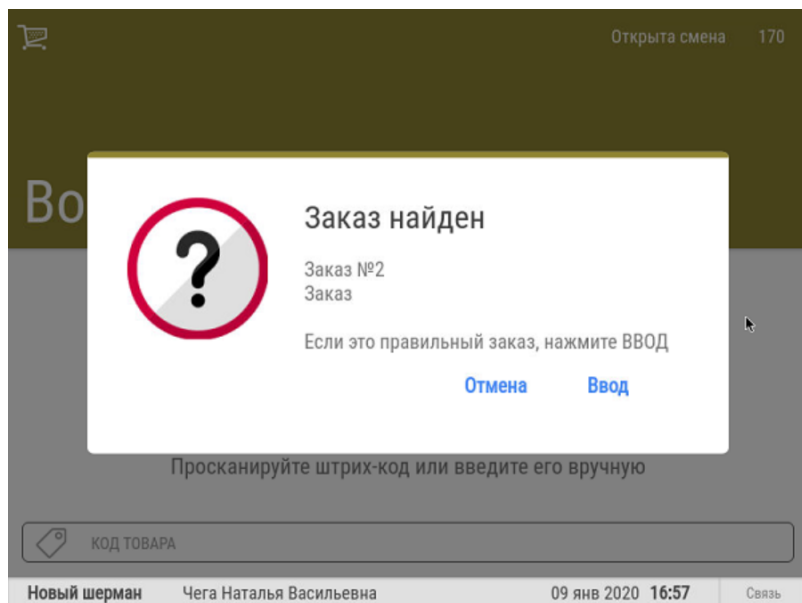 Открыта смена 170
Во
Заказ найден
Заказ №2
Заказ
Если это правильный заказ, нажмите ВВОД
Отмена Ввод
Просканируйте штрих-код или введите его вручную
КОД ТОВАРА
Новый шерман Чега Наталья Васильевна 09 янв 2020 16:57 Связь